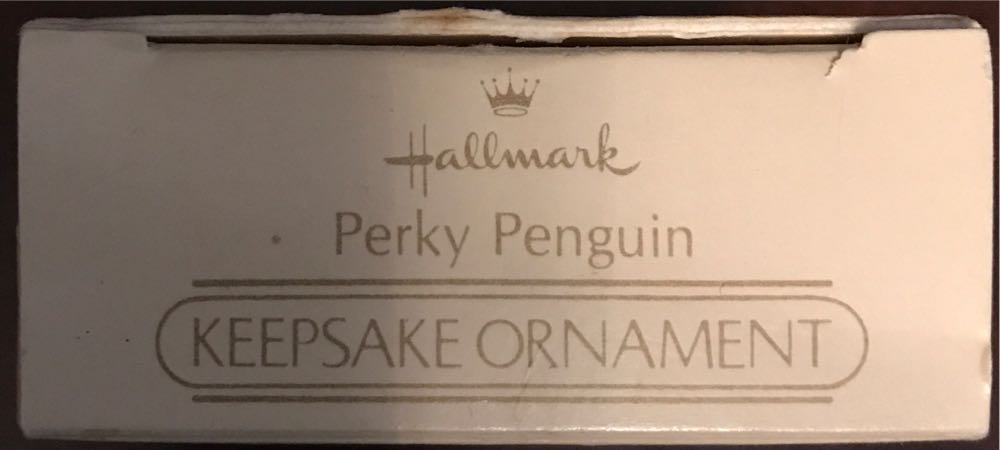 Hallmark
Perky Penguin
KEEPSAKE ORNAMENT